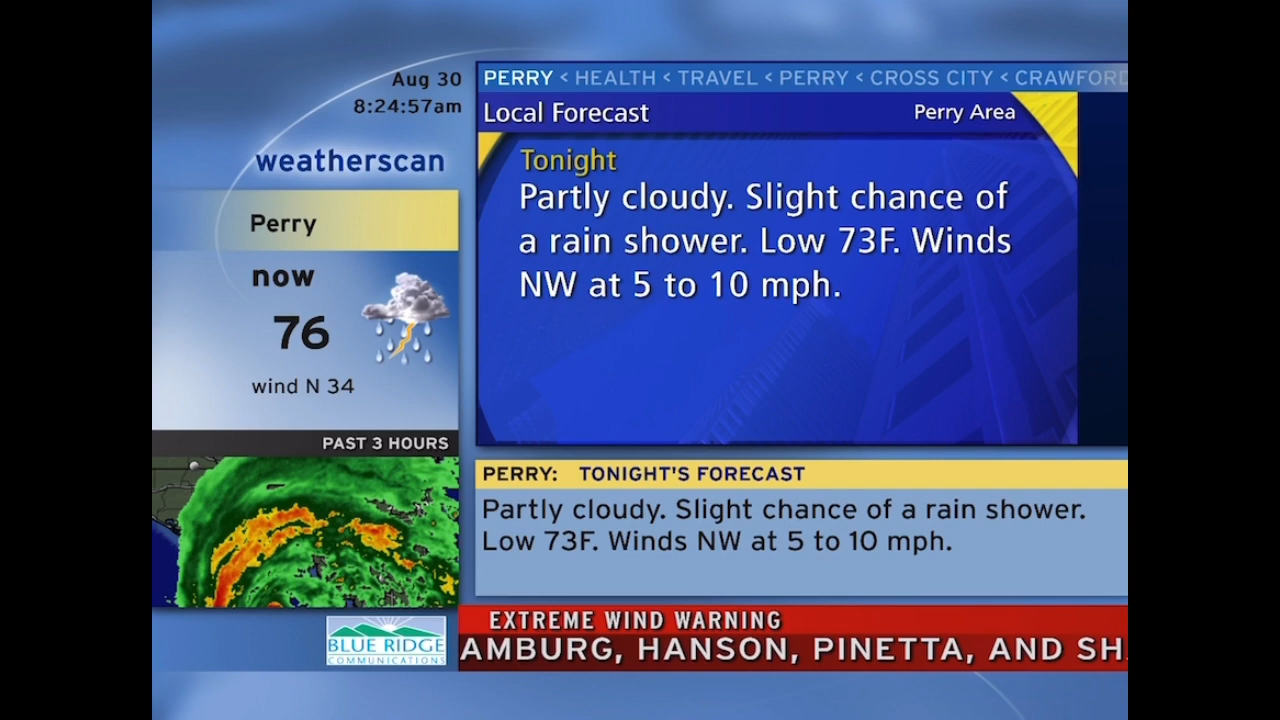 Aug 30
8:24:57am
weatherscan
Perry
now
76
wind N 34
PAST 3 HOURS
BLUE RIDGE
COMMUNICATIONS
PERRY < HEALTH < TRAVEL < PERRY < CROSS CITY < CRAWFORD
Local Forecast
Perry Area
Tonight
Partly cloudy. Slight chance of
a rain shower. Low 73F. Winds
NW at 5 to 10 mph.
PERRY: TONIGHT'S FORECAST
Partly cloudy. Slight chance of a rain shower.
Low 73F. Winds NW at 5 to 10 mph.
EXTREME WIND WARNING
AMBURG, HANSON, PINETTA, AND SH